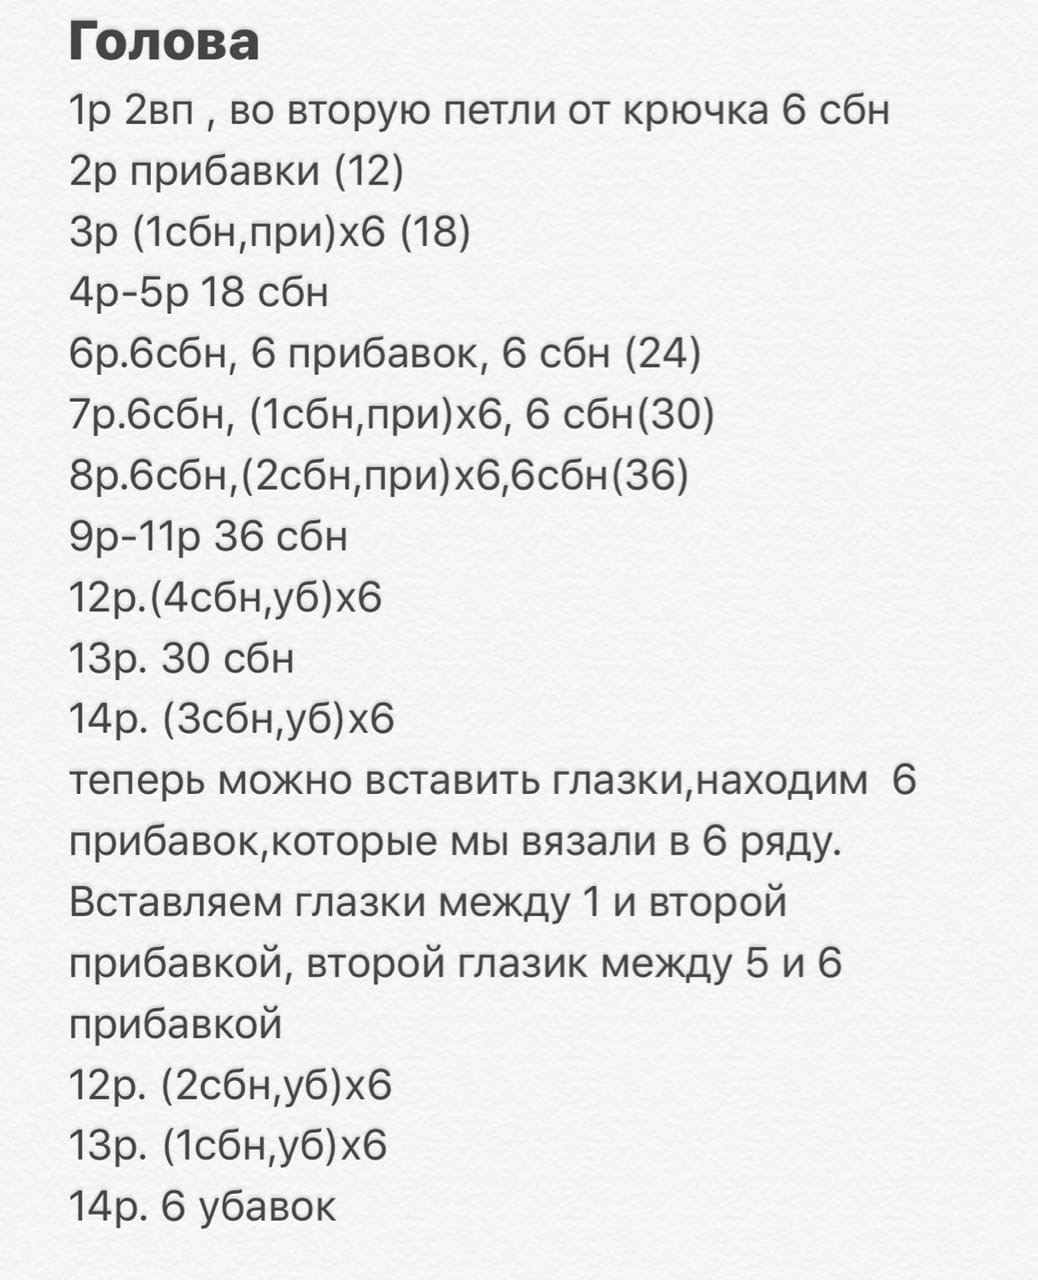 Голова
1р 2вп , во вторую петли от крючка 6 сбн
2р прибавки (12)
3р (1сбн,при)х6 (18)
4р-5р 18 сбн
6р.6сбн, 6 прибавок, 6 сбн (24)
7р.6сбн, (1сбн,при)х6, 6 сбн(30)
8р.6сбн,(2сбн,при)х6,6сбн(36)
9р-11р 36 сбн
12р.(4сбн,уб)х6
13р. 30 сбн
14р. (3сбн,уб)х6
теперь можно вставить глазки,находим  6
прибавок,которые мы вязали в 6 ряду.
Вставляем глазки между 1 и второй
прибавкой, второй глазик между 5 и 6
прибавкой
12р. (2сбн,уб)х6
13р. (1сбн,уб)х6
14р. 6 убавок